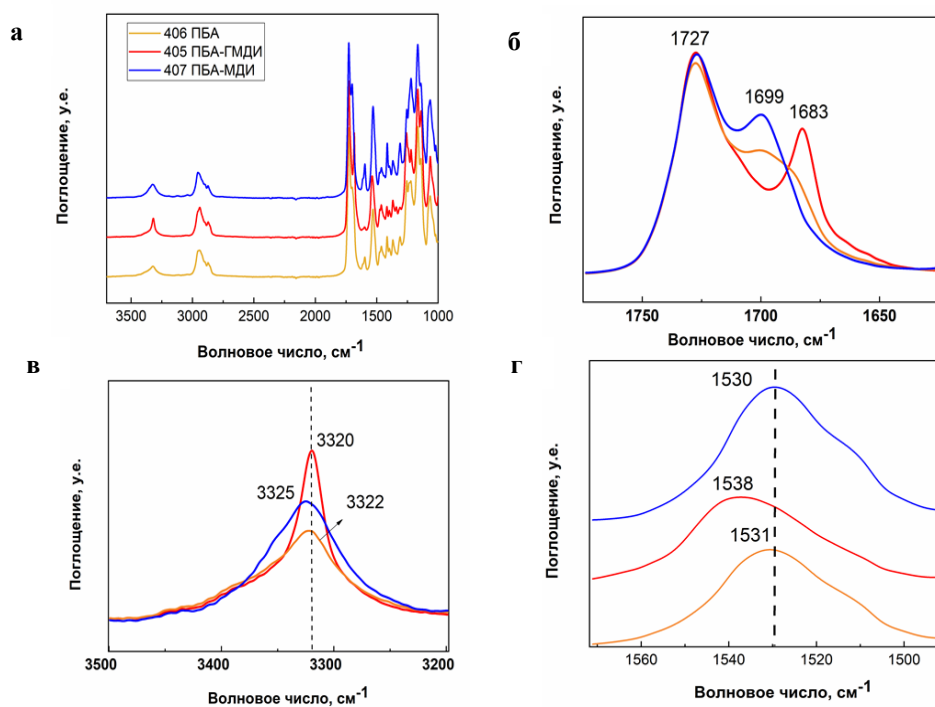 а
Поглощение, у.е.
406 ПБА
405 ПБА-ГМДИ
407 ПБА-МДИ
3500 3000 2500 2000 1750 1500 1250 1000
Волновое число, см-1
б
Поглощение, у.е.
1727
1699
1683
1750 1700 1650
Волновое число, см-1
в
Поглощение, у.е.
3320
3325
3322
3500 3400 3300 3200
Волновое число, см-1
г
Поглощение, у.е.
1530
1538
1531
1560 1540 1520 1500
Волновое число, см-1